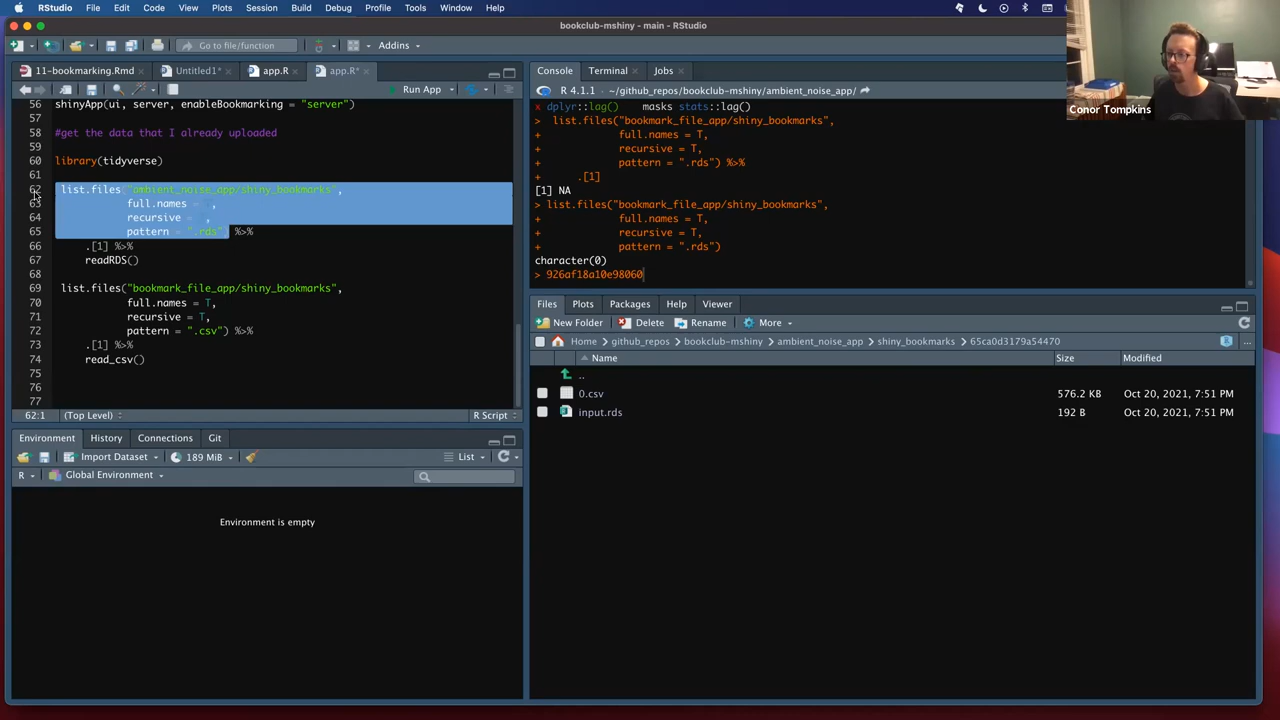 RStudio File Edit Code View Plots Session Build Debug Profile Tools Window Help
bookclub-mshiny - main - RStudio
Go to file/function Addins
11-bookmarking.Rmd Untitled1* app.R app.R*
Run App
56 shinyApp(ui, server, enableBookmarking = "server")
57
58 #get the data that I already uploaded
59
60 library(tidyverse)
61
62 list.files("ambient_noise_app/shiny_bookmarks",
63 full.names = T,
64 recursive = T,
65 pattern = ".rds") %>%
66 .[1] %>%
67 readRDS()
68
69 list.files("bookmark_file_app/shiny_bookmarks",
70 full.names = T,
71 recursive = T,
72 pattern = ".csv") %>%
73 .[1] %>%
74 read_csv()
75
76
77
62:1 (Top Level) R Script
Environment History Connections Git
Import Dataset 189 MiB List
R Global Environment
Environment is empty
Console Terminal Jobs
R 4.1.1 ~/github_repos/bookclub-mshiny/ambient_noise_app/
x dplyr::lag() masks stats::lag()
> list.files("bookmark_file_app/shiny_bookmarks",
+ full.names = T,
+ recursive = T,
+ pattern = ".rds") %>%
+ .[1]
[1] NA
> list.files("bookmark_file_app/shiny_bookmarks",
+ full.names = T,
+ recursive = T,
+ pattern = ".rds")
character(0)
> 926af18a10e98060
Files Plots Packages Help Viewer
New Folder Delete Rename More
Home github_repos bookclub-mshiny ambient_noise_app shiny_bookmarks 65ca0d3179a54470 ...
Name Size Modified
..
0.csv 576.2 KB Oct 20, 2021, 7:51 PM
input.rds 192 B Oct 20, 2021, 7:51 PM
Conor Tompkins